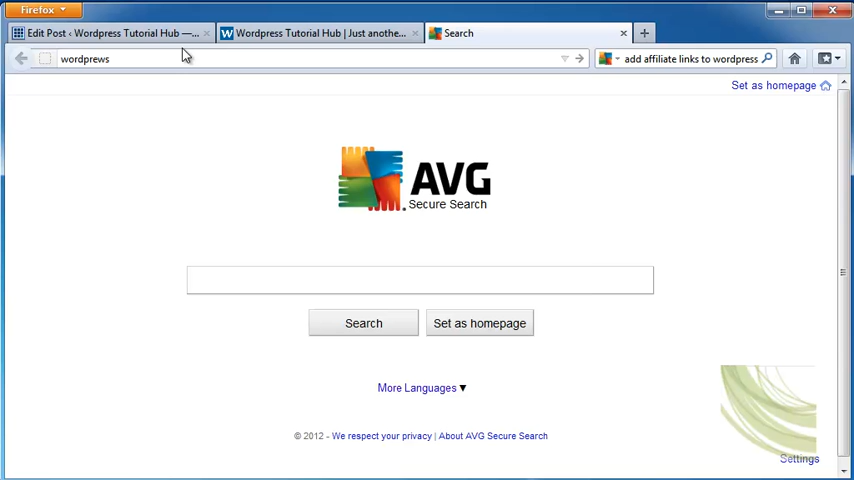 Firefox
Edit Post ‹ Wordpress Tutorial Hub —...
Wordpress Tutorial Hub | Just anothe...
Search
wordprews
add affiliate links to wordpress
Set as homepage
AVG
Secure Search
Search
Set as homepage
More Languages ▼
© 2012 - We respect your privacy | About AVG Secure Search
Settings